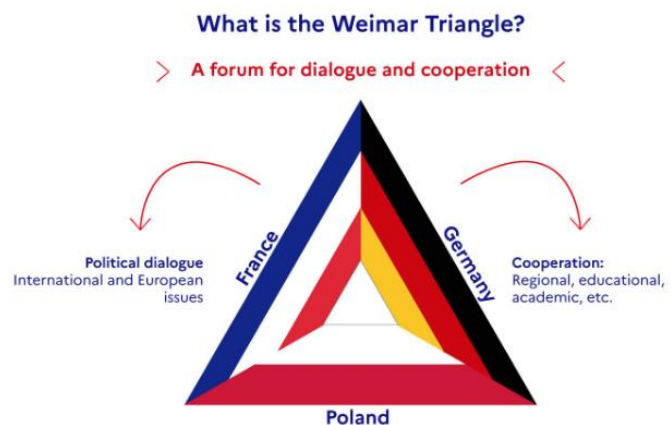 What is the Weimar Triangle?
A forum for dialogue and cooperation
France
Germany
Political dialogue
International and European
issues
Cooperation:
Regional, educational,
academic, etc.
Poland